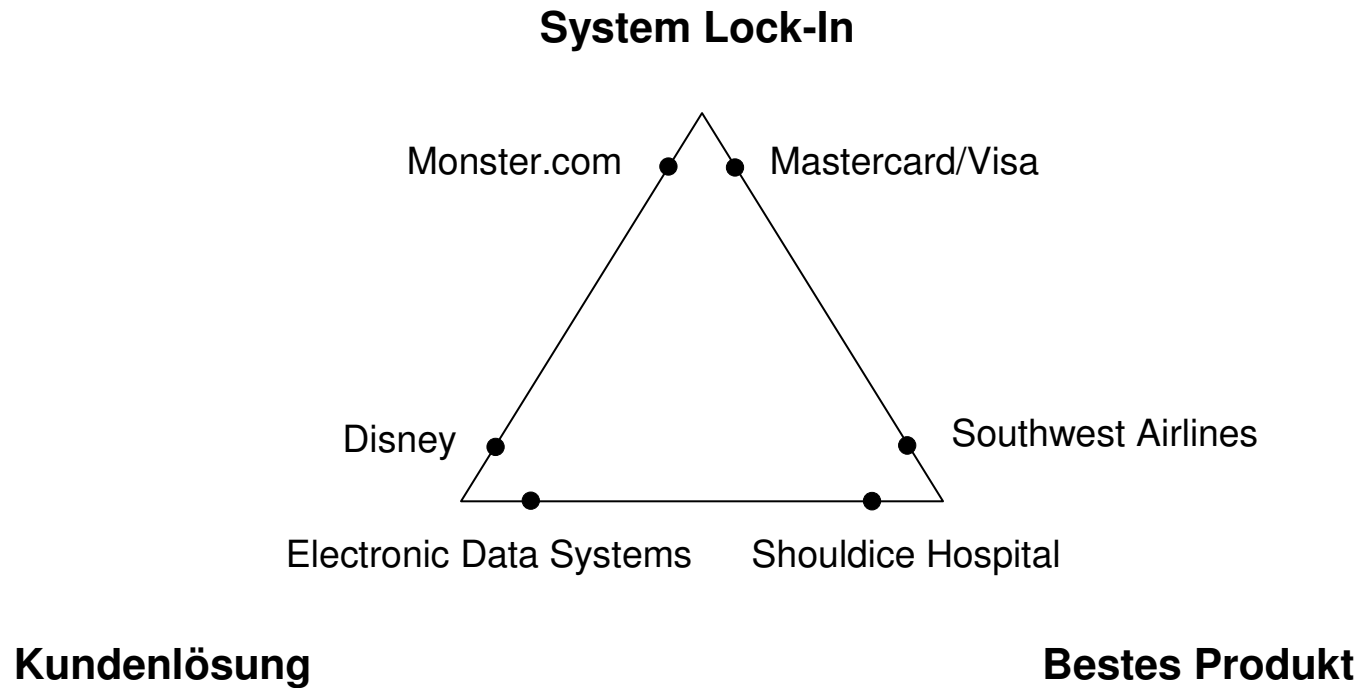 System Lock-In
Monster.com
Mastercard/Visa
Disney
Southwest Airlines
Electronic Data Systems
Shouldice Hospital
Kundenlösung
Bestes Produkt